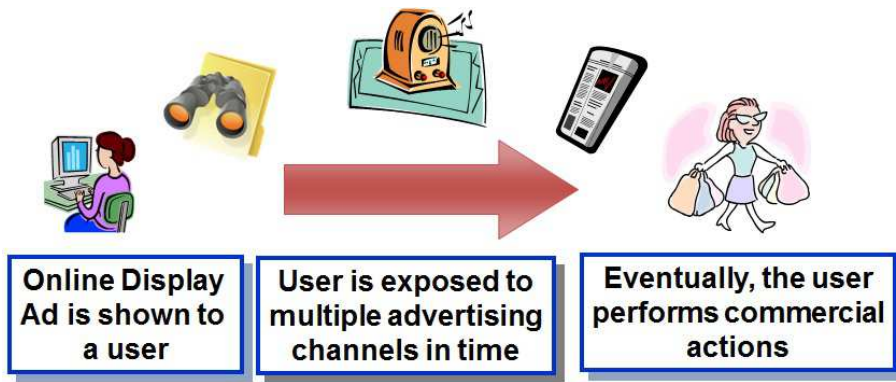 Online Display
Ad is shown to
a user
User is exposed to
multiple advertising
channels in time
Eventually, the user
performs commercial
actions